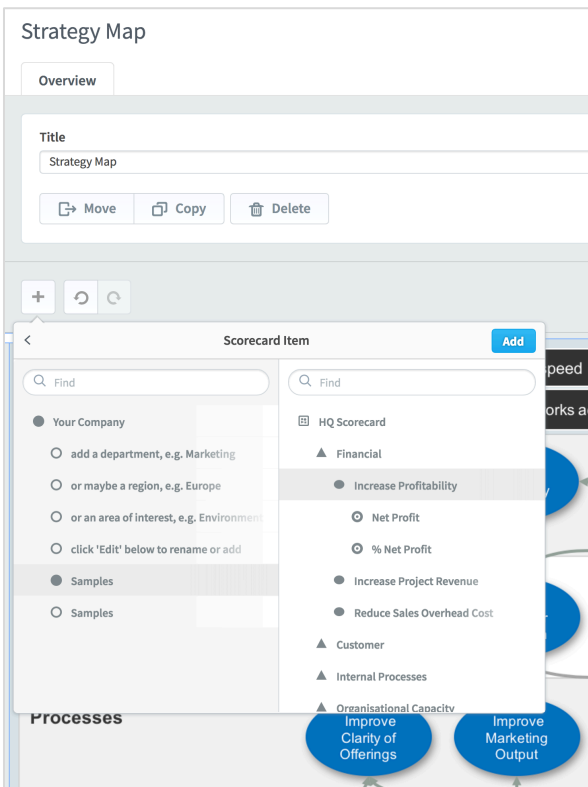 Strategy Map
Overview
Title
Strategy Map
Move
Copy
Delete
Scorecard Item
Add
Find
Your Company
add a department, e.g. Marketing
or maybe a region, e.g. Europe
or an area of interest, e.g. Environment
click 'Edit' below to rename or add
Samples
Samples
Find
HQ Scorecard
Financial
Increase Profitability
Net Profit
% Net Profit
Increase Project Revenue
Reduce Sales Overhead Cost
Customer
Internal Processes
Organisational Capacity
speed
Processes
Improve
Clarity of
Offerings
Improve
Marketing
Output